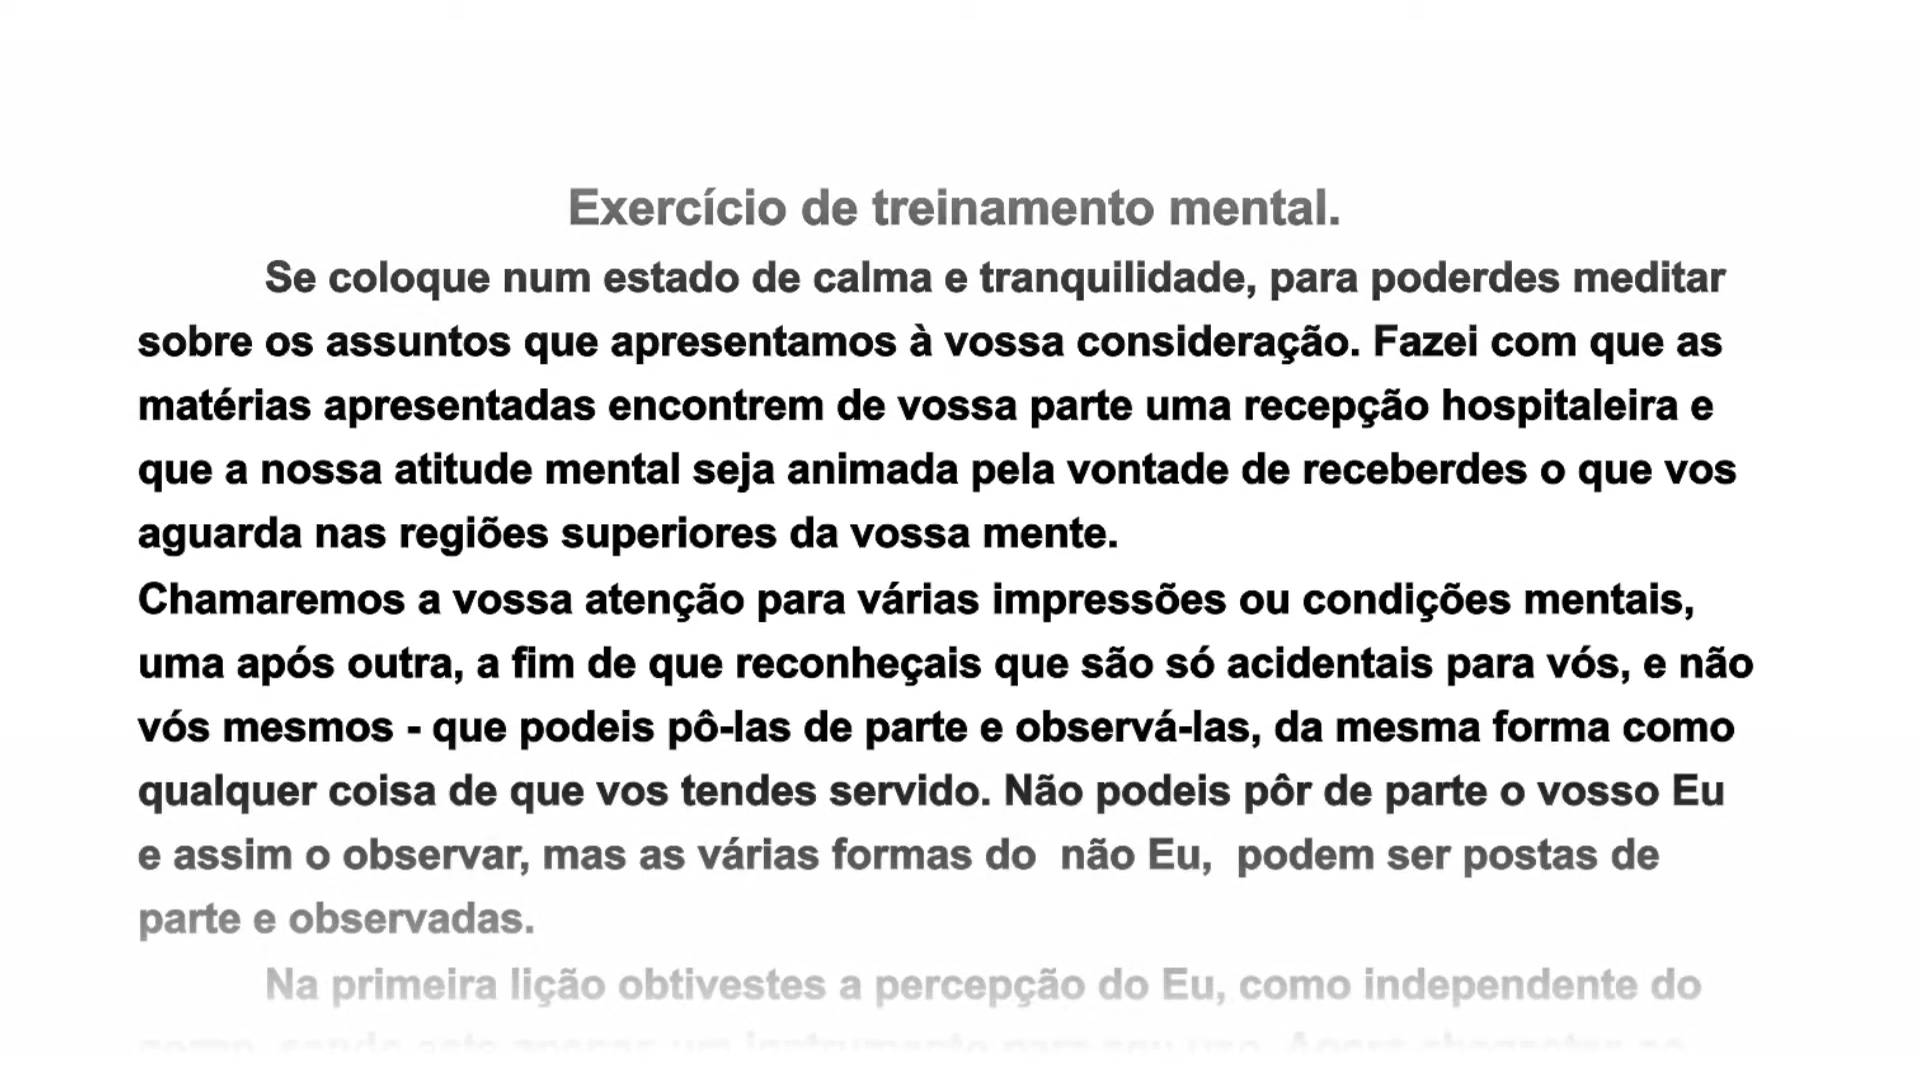 Exercício de treinamento mental.
Se coloque num estado de calma e tranquilidade, para poderdes meditar
sobre os assuntos que apresentamos à vossa consideração. Fazei com que as
matérias apresentadas encontrem de vossa parte uma recepção hospitaleira e
que a nossa atitude mental seja animada pela vontade de receberdes o que vos
aguarda nas regiões superiores da vossa mente.
Chamaremos a vossa atenção para várias impressões ou condições mentais,
uma após outra, a fim de que reconheçais que são só acidentais para vós, e não
vós mesmos - que podeis pô-las de parte e observá-las, da mesma forma como
qualquer coisa de que vos tendes servido. Não podeis pôr de parte o vosso Eu
e assim o observar, mas as várias formas do  não Eu,  podem ser postas de
parte e observadas.
Na primeira lição obtivestes a percepção do Eu, como independente do